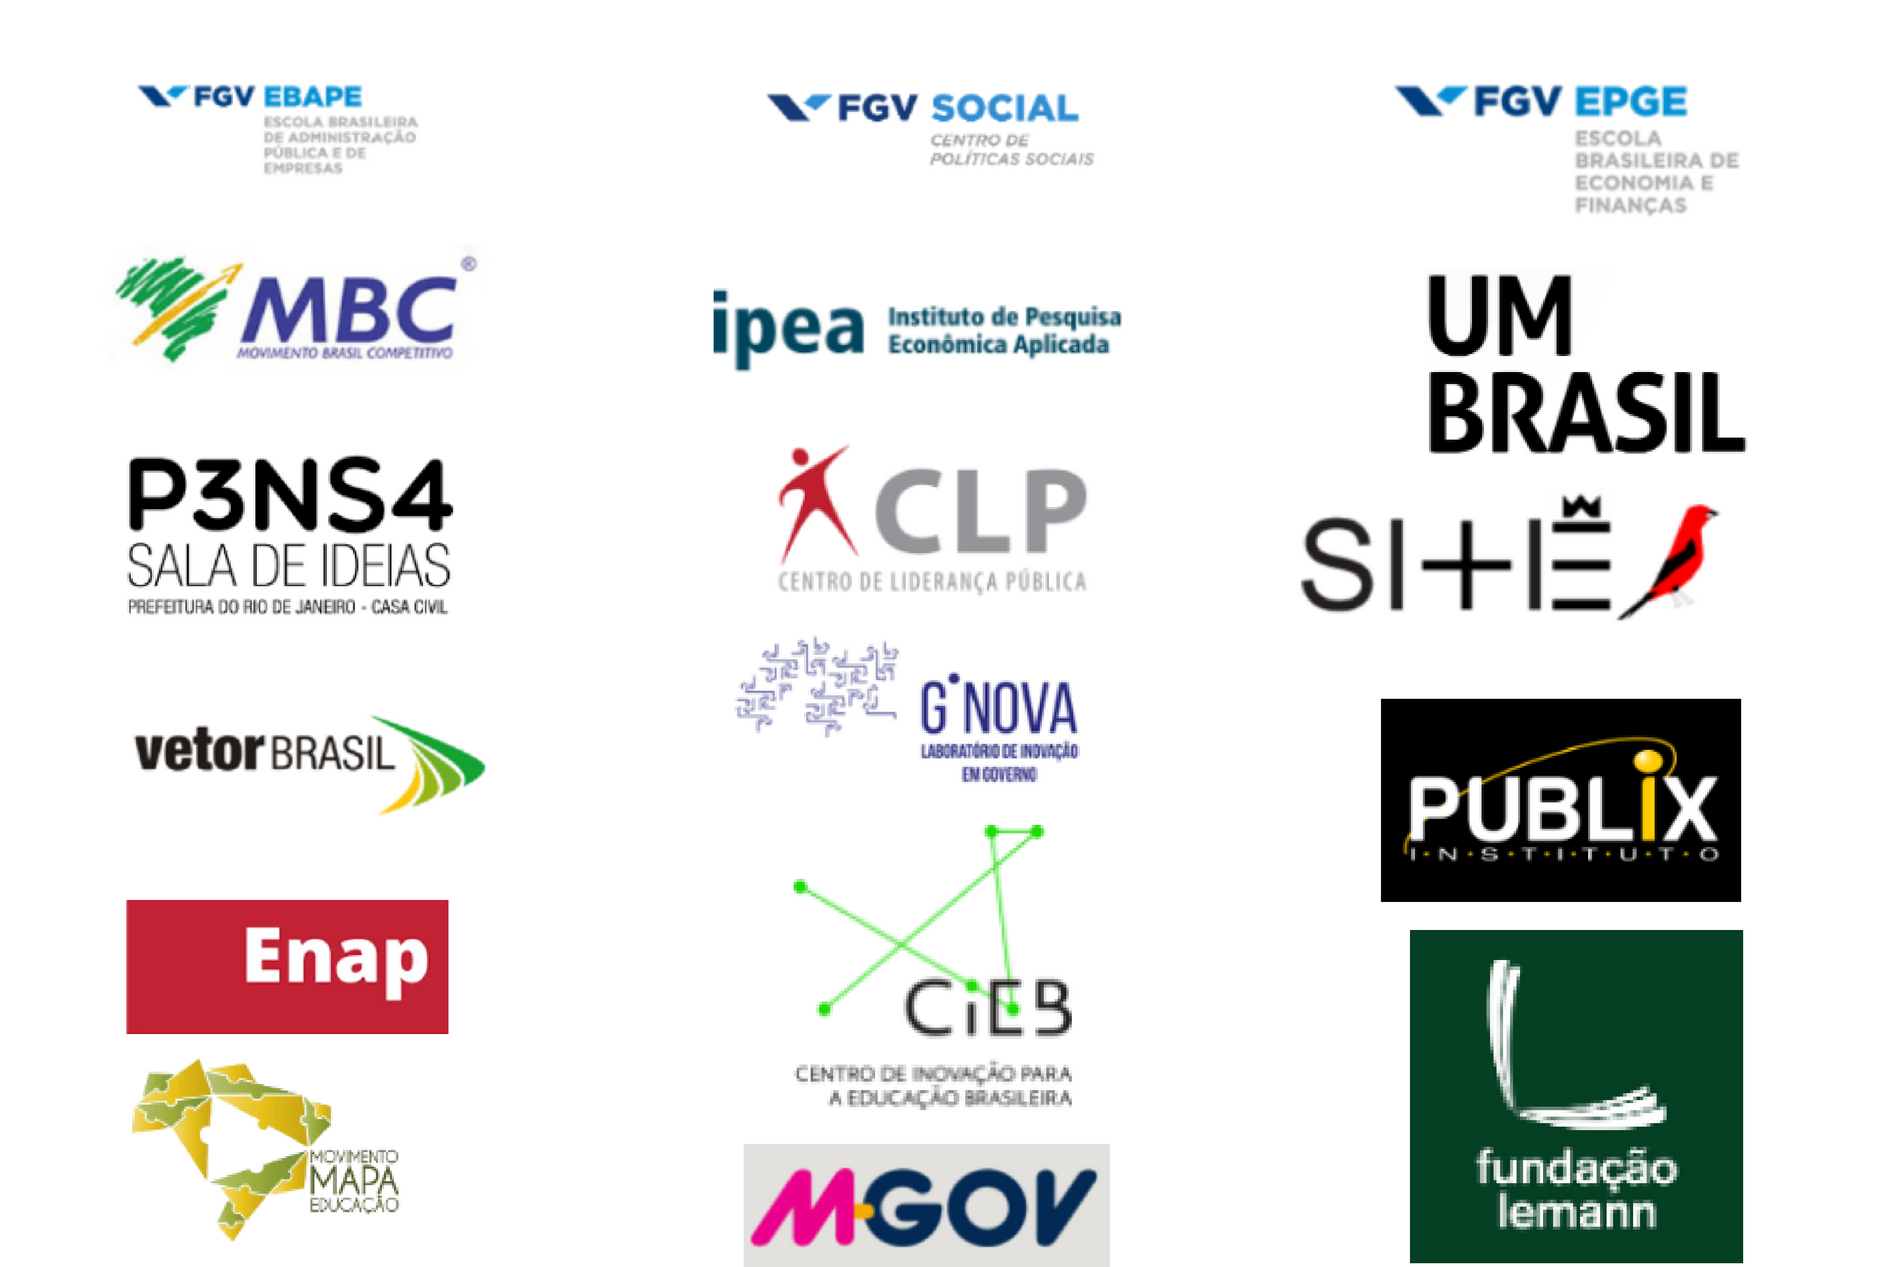 FGV EBAPE
ESCOLA BRASILEIRA
DE ADMINISTRAÇÃO
PÚBLICA E DE
EMPRESAS
FGV SOCIAL
CENTRO DE
POLÍTICAS SOCIAIS
FGV EPGE
ESCOLA
BRASILEIRA DE
ECONOMIA E
FINANÇAS
MBC ®
MOVIMENTO BRASIL COMPETITIVO
ipea Instituto de Pesquisa
Econômica Aplicada
UM
BRASIL
P3NS4
SALA DE IDEIAS
PREFEITURA DO RIO DE JANEIRO - CASA CIVIL
CLP
CENTRO DE LIDERANÇA PÚBLICA
SI+IÊ
vetor BRASIL
G'NOVA
LABORATÓRIO DE INOVAÇÃO
EM GOVERNO
PUBLiX
I·N·S·T·I·T·U·T·O
Enap
CiEB
CENTRO DE INOVAÇÃO PARA
A EDUCAÇÃO BRASILEIRA
fundação
lemann
MOVIMENTO
MAPA
EDUCAÇÃO
M-GOV